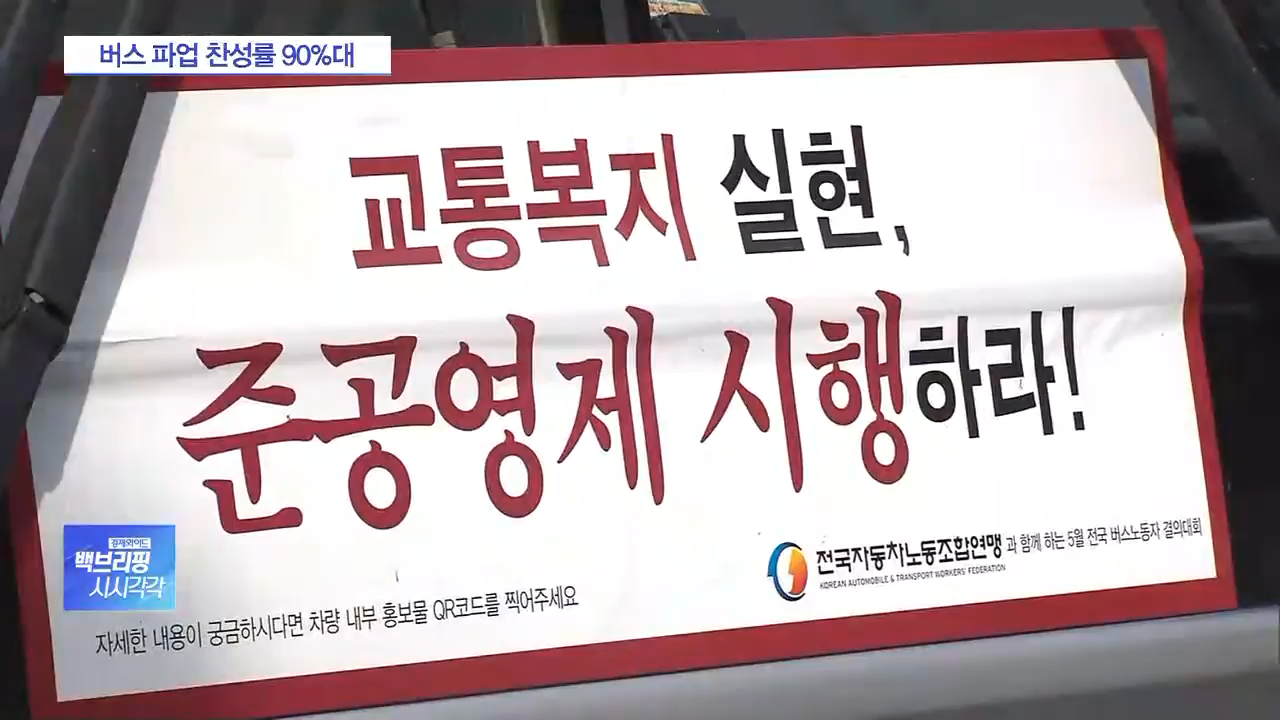 버스 파업 찬성률 90%대
교통복지 실현,
준공영제 시행하라!
전국자동차노동조합연맹과 함께 하는 5월 전국 버스노동자 결의대회
KOREAN AUTOMOBILE & TRANSPORT WORKERS' FEDERATION
경제와이드
백브리핑
시시각각
자세한 내용이 궁금하시다면 차량 내부 홍보물 QR코드를 찍어주세요